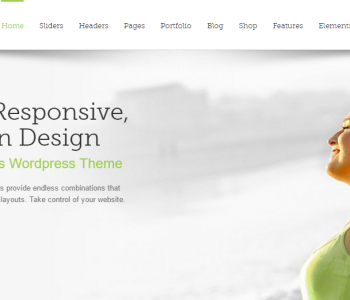 Home Sliders Headers Pages Portfolio Blog Shop Features Elements
Responsive,
n Design
s Wordpress Theme
s provide endless combinations that
layouts. Take control of your website.